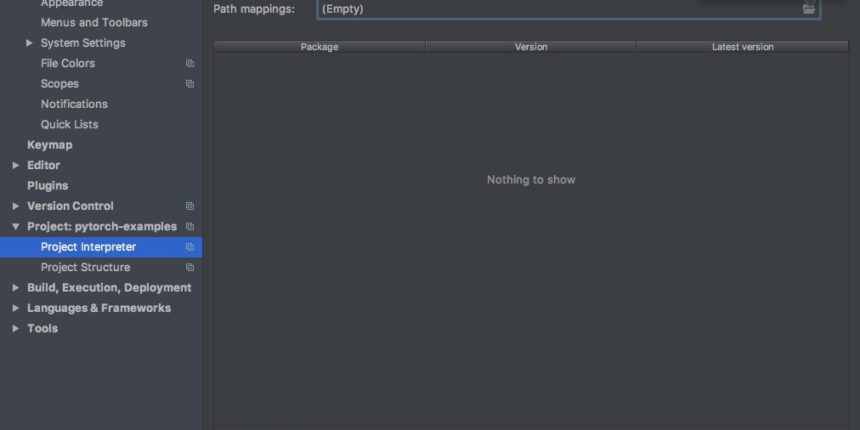 Appearance
Path mappings: (Empty)
Menus and Toolbars
System Settings
Package Version Latest version
File Colors
Scopes
Notifications
Quick Lists
Keymap
Editor
Nothing to show
Plugins
Version Control
Project: pytorch-examples
Project Interpreter
Project Structure
Build, Execution, Deployment
Languages & Frameworks
Tools